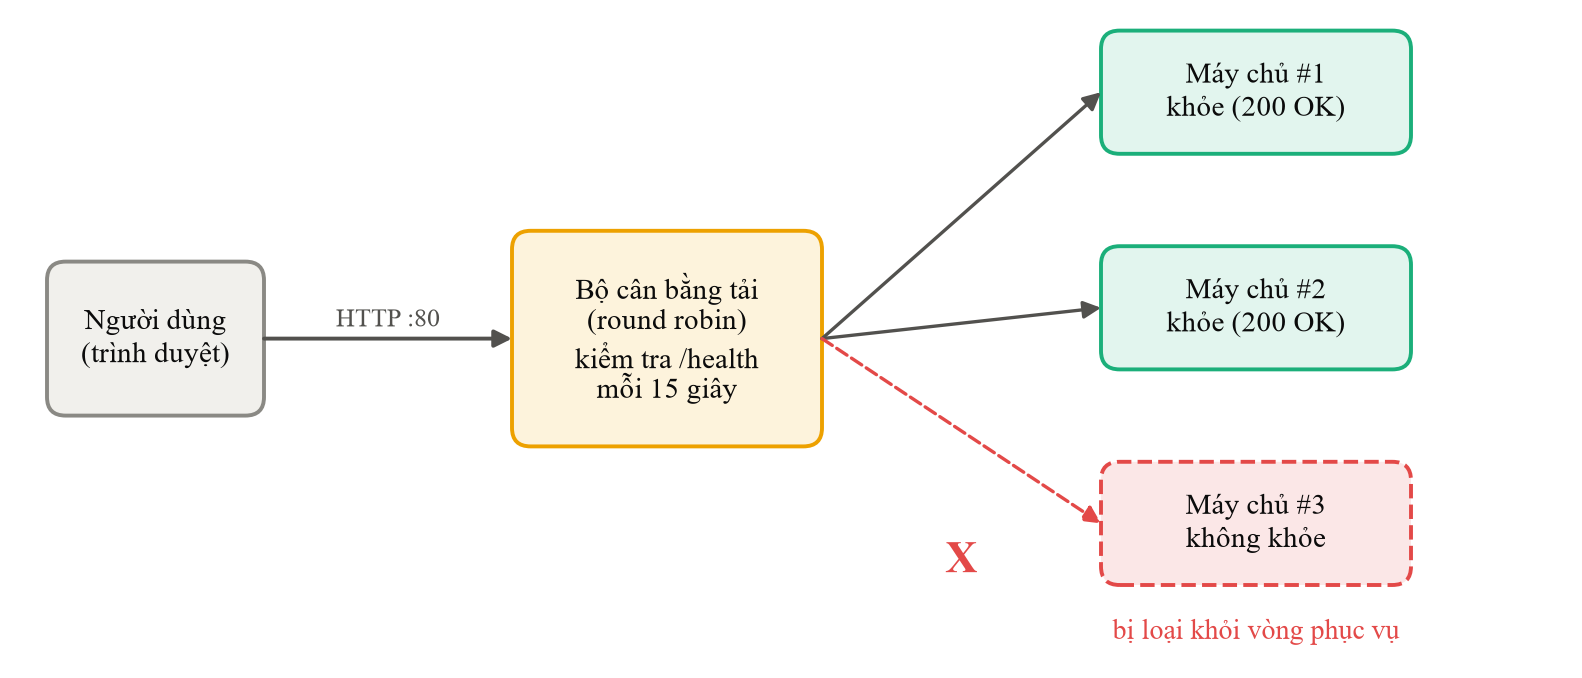 Người dùng
(trình duyệt)
HTTP :80
Bộ cân bằng tải
(round robin)
kiểm tra /health
mỗi 15 giây
Máy chủ #1
khỏe (200 OK)
Máy chủ #2
khỏe (200 OK)
Máy chủ #3
không khỏe
X
bị loại khỏi vòng phục vụ